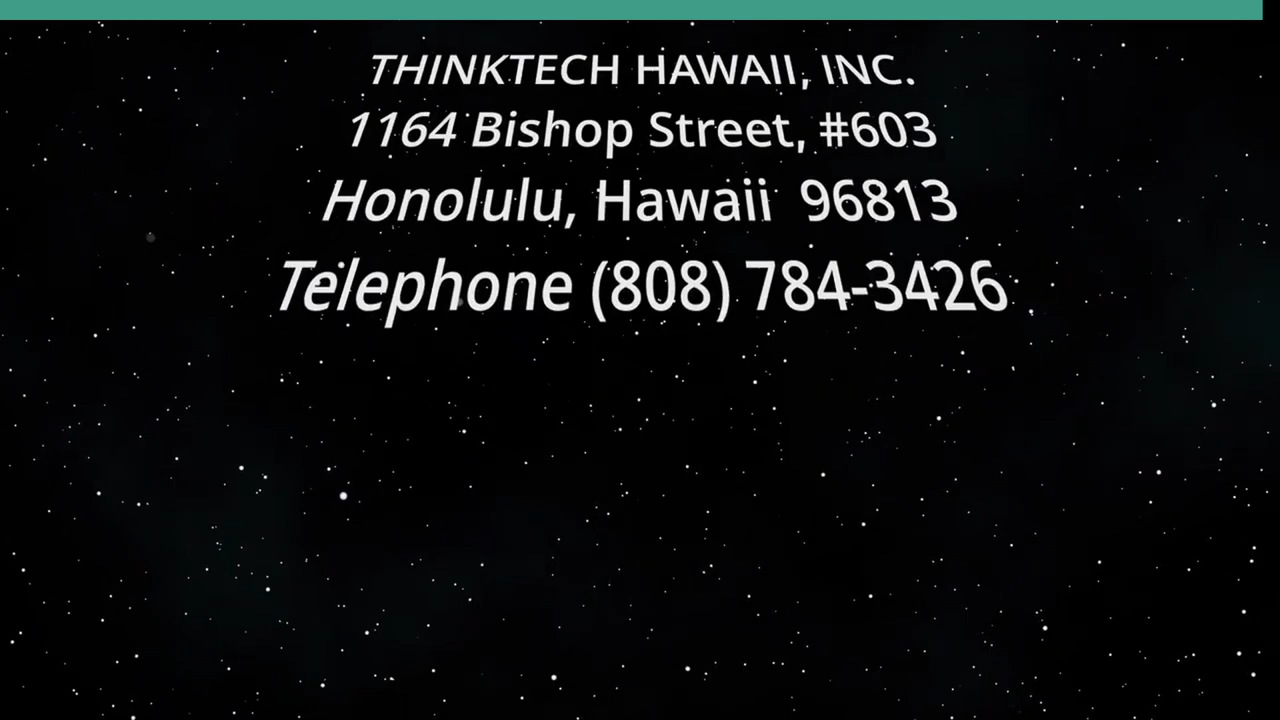 THINKTECH HAWAII, INC.
1164 Bishop Street, #603
Honolulu, Hawaii  96813
Telephone (808) 784-3426